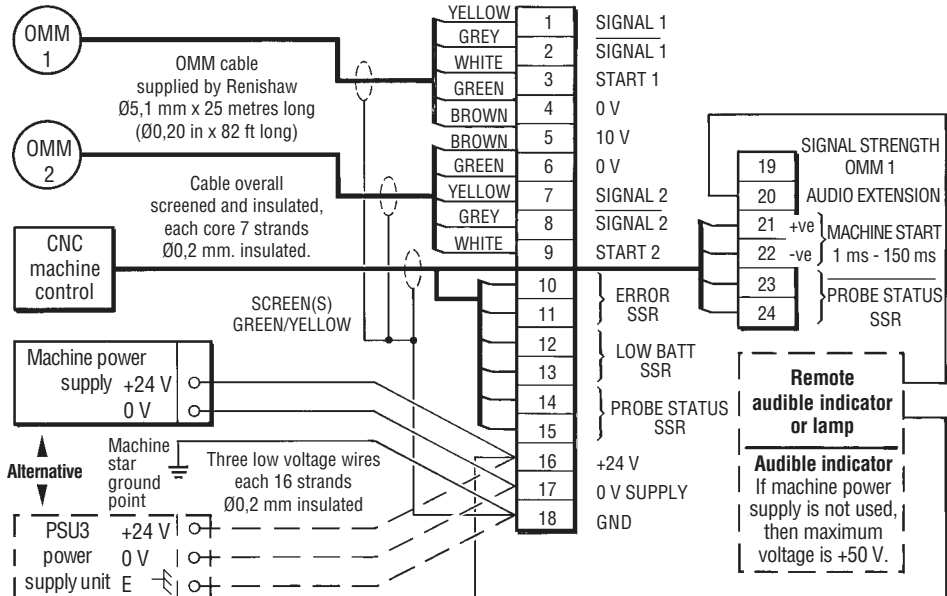 OMM
1
OMM cable
supplied by Renishaw
Ø5,1 mm x 25 metres long
(Ø0,20 in x 82 ft long)
OMM
2
Cable overall
screened and insulated,
each core 7 strands
Ø0,2 mm. insulated.
CNC
machine
control
SCREEN(S)
GREEN/YELLOW
Machine power
supply +24 V
0 V
Alternative
Machine
star
ground
point
Three low voltage wires
each 16 strands
Ø0,2 mm insulated
PSU3
power
supply unit
+24 V
0 V
E
YELLOW 1 SIGNAL 1
GREY 2 SIGNAL 1
WHITE 3 START 1
GREEN 4 0 V
BROWN 5 10 V
BROWN 6 0 V
GREEN 7 SIGNAL 2
YELLOW 8 SIGNAL 2
GREY 9 START 2
WHITE
10
11
ERROR
SSR
12
13
LOW BATT
SSR
14
15
PROBE STATUS
SSR
16 +24 V
17 0 V SUPPLY
18 GND
SIGNAL STRENGTH
19 OMM 1
20 AUDIO EXTENSION
21 +ve
22 -ve
MACHINE START
1 ms - 150 ms
23
24
PROBE STATUS
SSR
Remote
audible indicator
or lamp
Audible indicator
If machine power
supply is not used,
then maximum
voltage is +50 V.